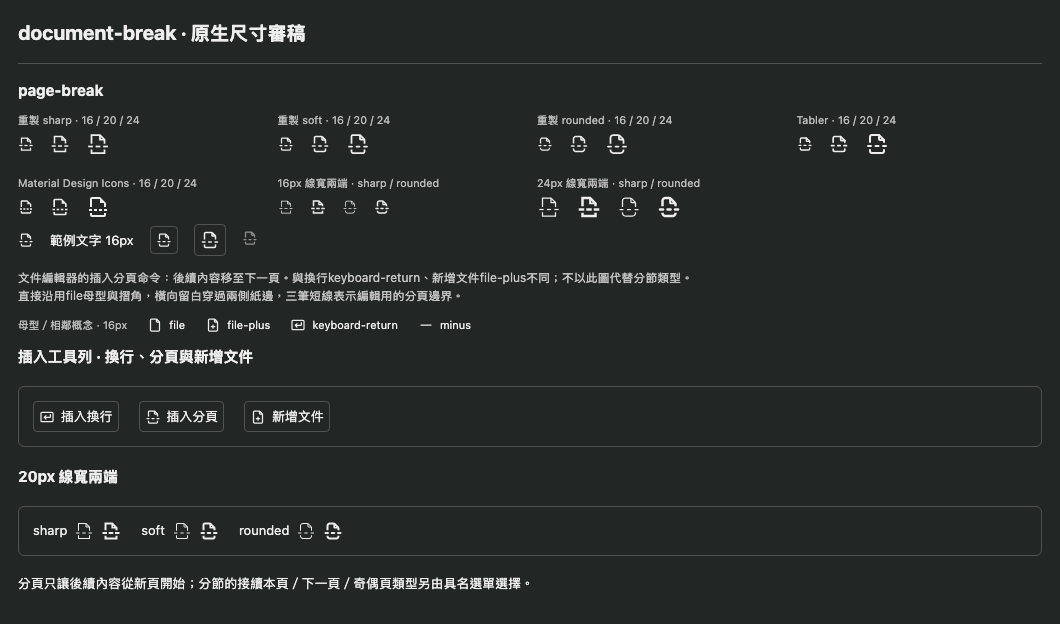 document-break · 原生尺寸審稿
page-break
重製 sharp · 16 / 20 / 24
重製 soft · 16 / 20 / 24
重製 rounded · 16 / 20 / 24
Tabler · 16 / 20 / 24
Material Design Icons · 16 / 20 / 24
16px 線寬兩端 · sharp / rounded
24px 線寬兩端 · sharp / rounded
範例文字 16px
文件編輯器的插入分頁命令：後續內容移至下一頁。與換行keyboard-return、新增文件file-plus不同；不以此圖代替分節類型。
直接沿用file母型與摺角，橫向留白穿過兩側紙邊，三筆短線表示編輯用的分頁邊界。
母型 / 相鄰概念 · 16px
file
file-plus
keyboard-return
minus
插入工具列 · 換行、分頁與新增文件
插入換行
插入分頁
新增文件
20px 線寬兩端
sharp
soft
rounded
分頁只讓後續內容從新頁開始；分節的接續本頁 / 下一頁 / 奇偶頁類型另由具名選單選擇。